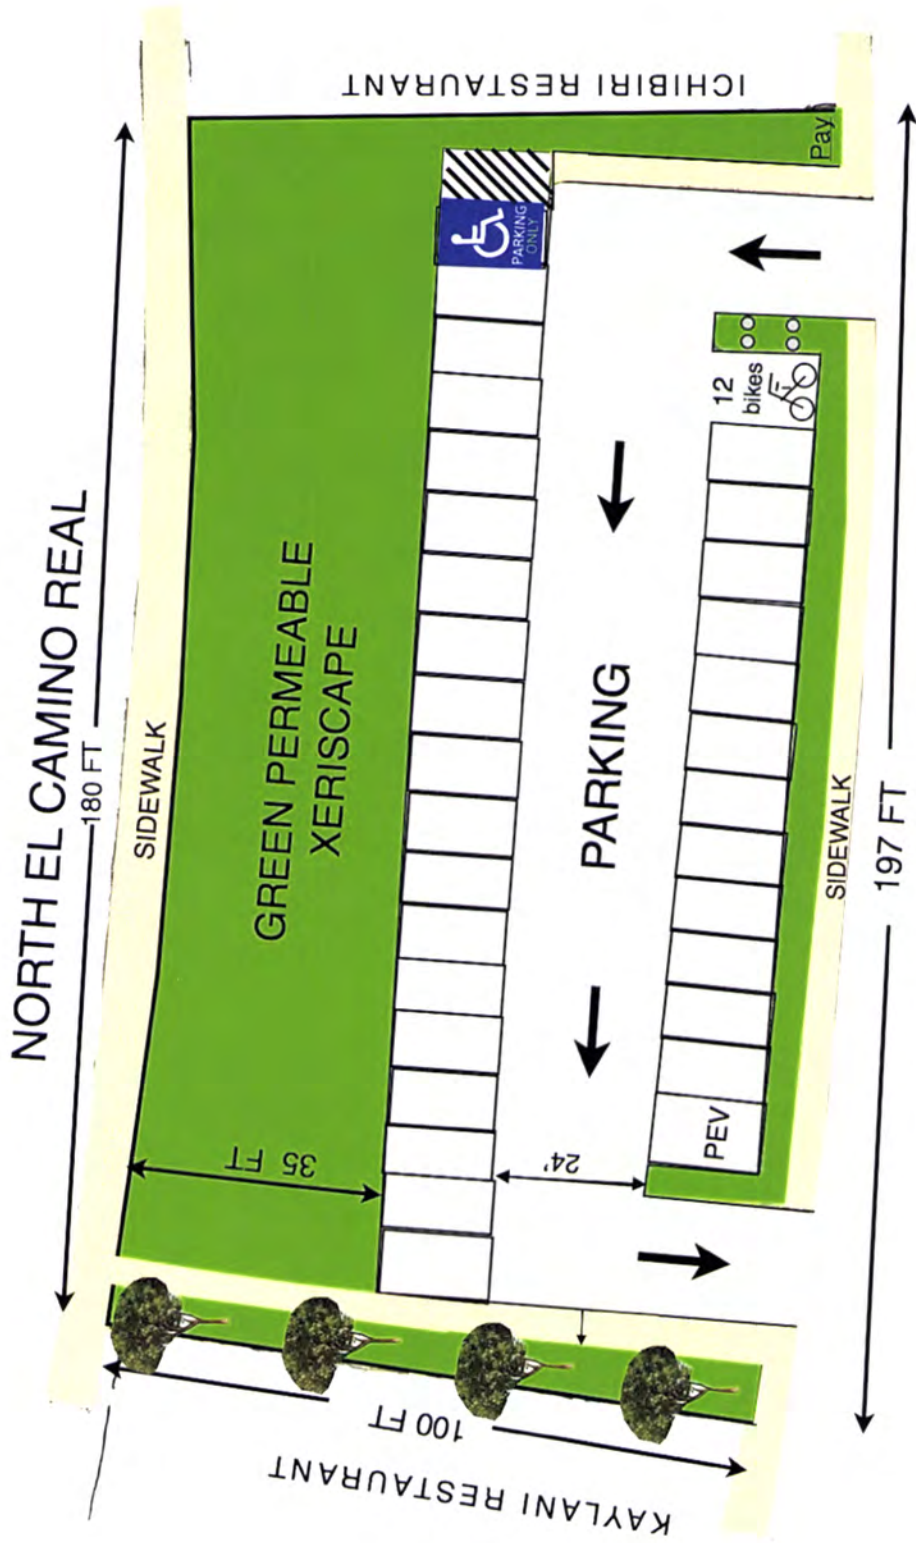 NORTH EL CAMINO REAL
180 FT
SIDEWALK
ICHIBIRI RESTAURANT
Pay
GREEN PERMEABLE
XERISCAPE
PARKING
ONLY
12
bikes
PARKING
35 FT
24'
PEV
SIDEWALK
197 FT
100 FT
KAYLANI RESTAURANT